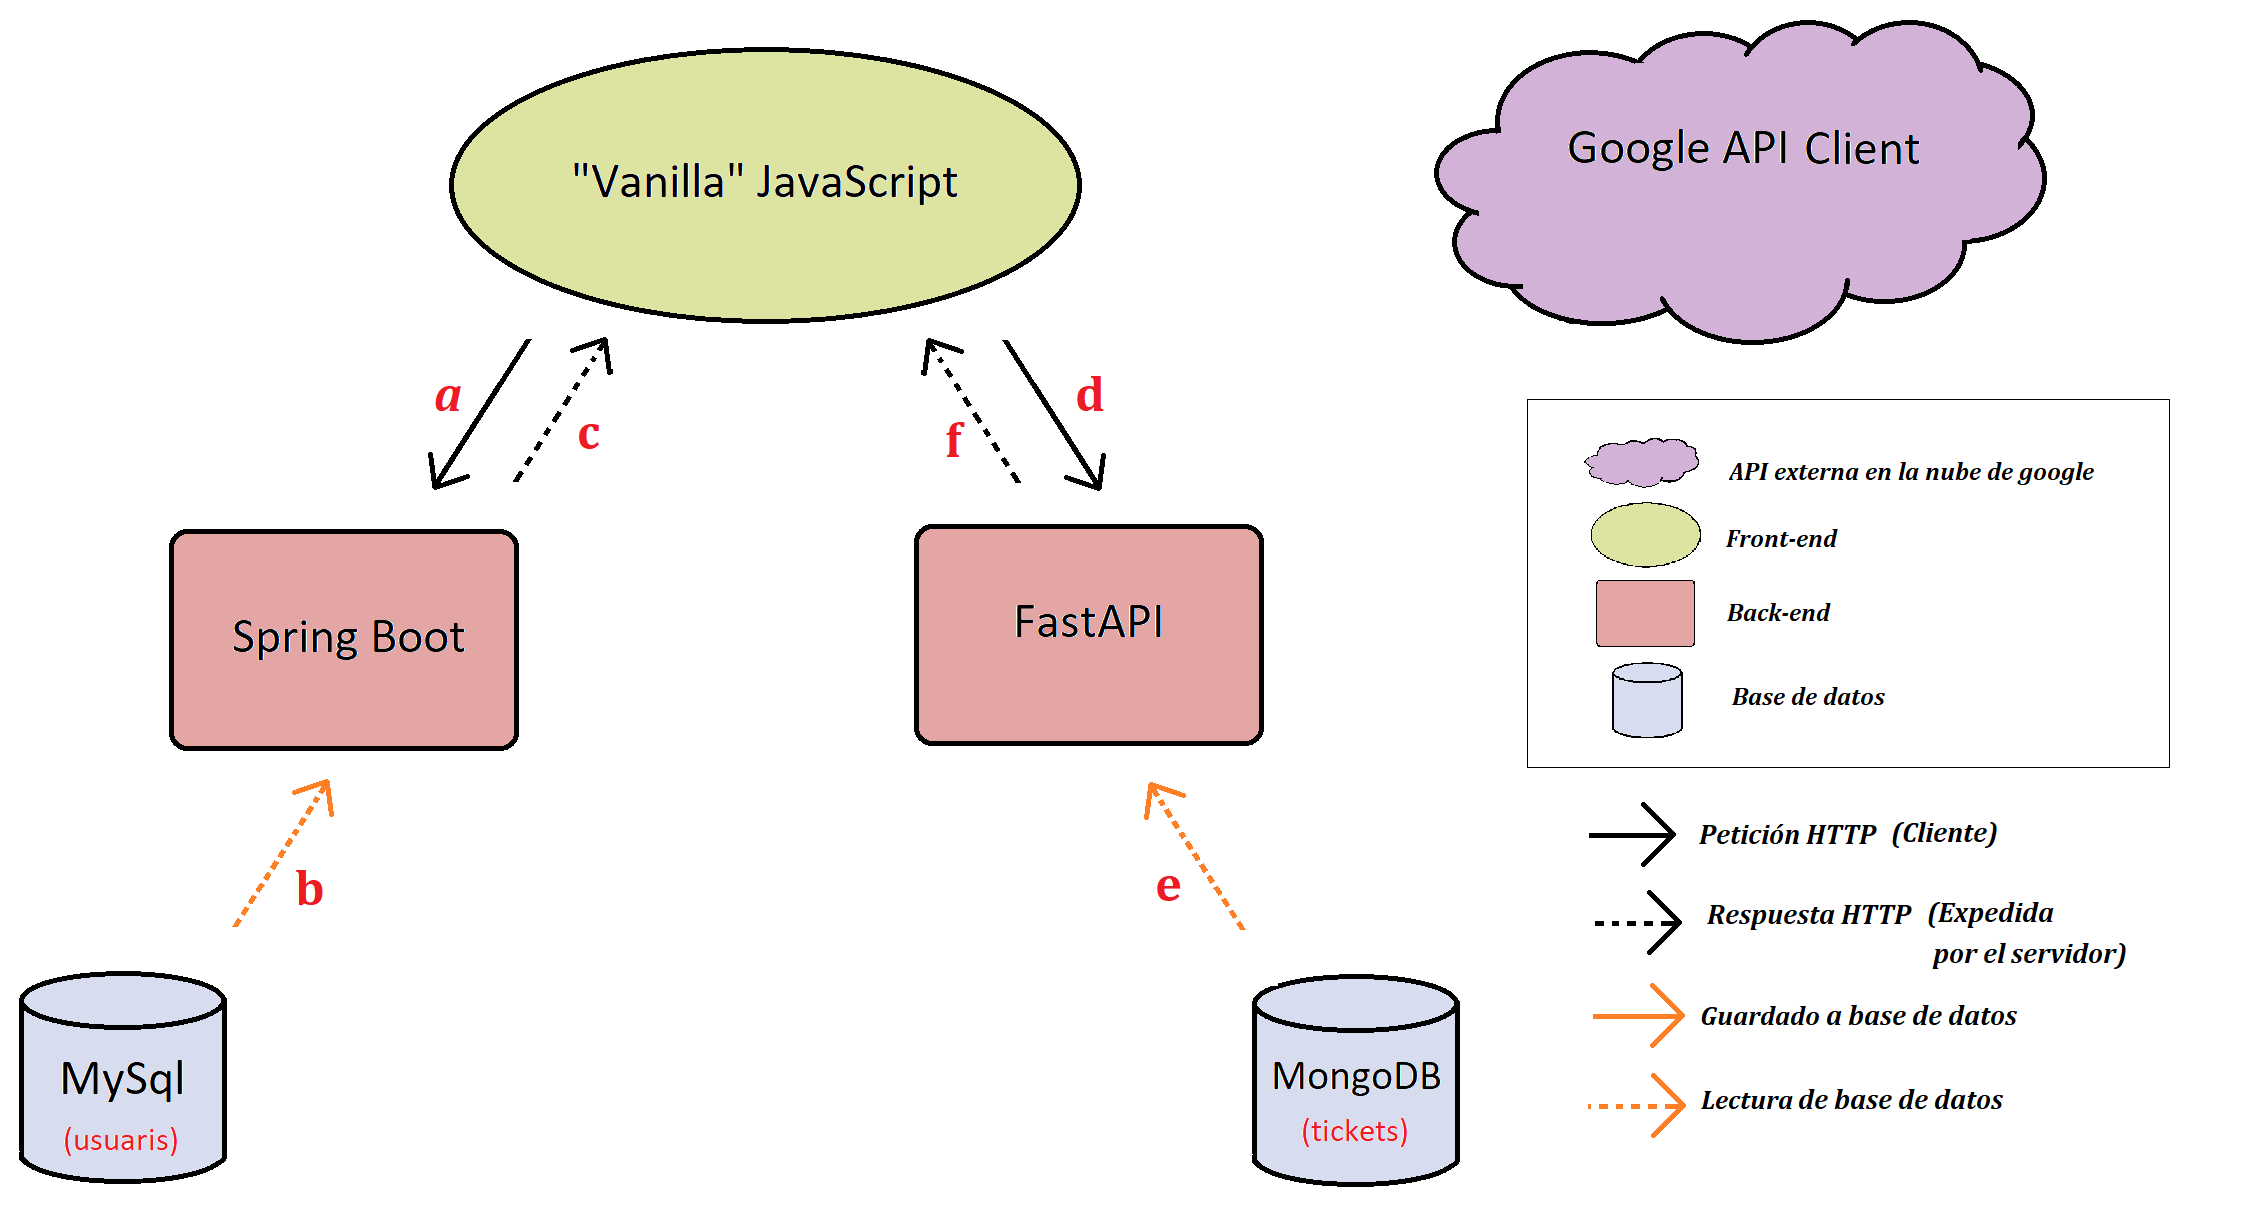 "Vanilla" JavaScript
Google API Client
a
c
f
d
Spring Boot
FastAPI
b
e
MySql
(usuaris)
MongoDB
(tickets)
API externa en la nube de google
Front-end
Back-end
Base de datos
Petición HTTP (Cliente)
Respuesta HTTP (Expedida
por el servidor)
Guardado a base de datos
Lectura de base de datos